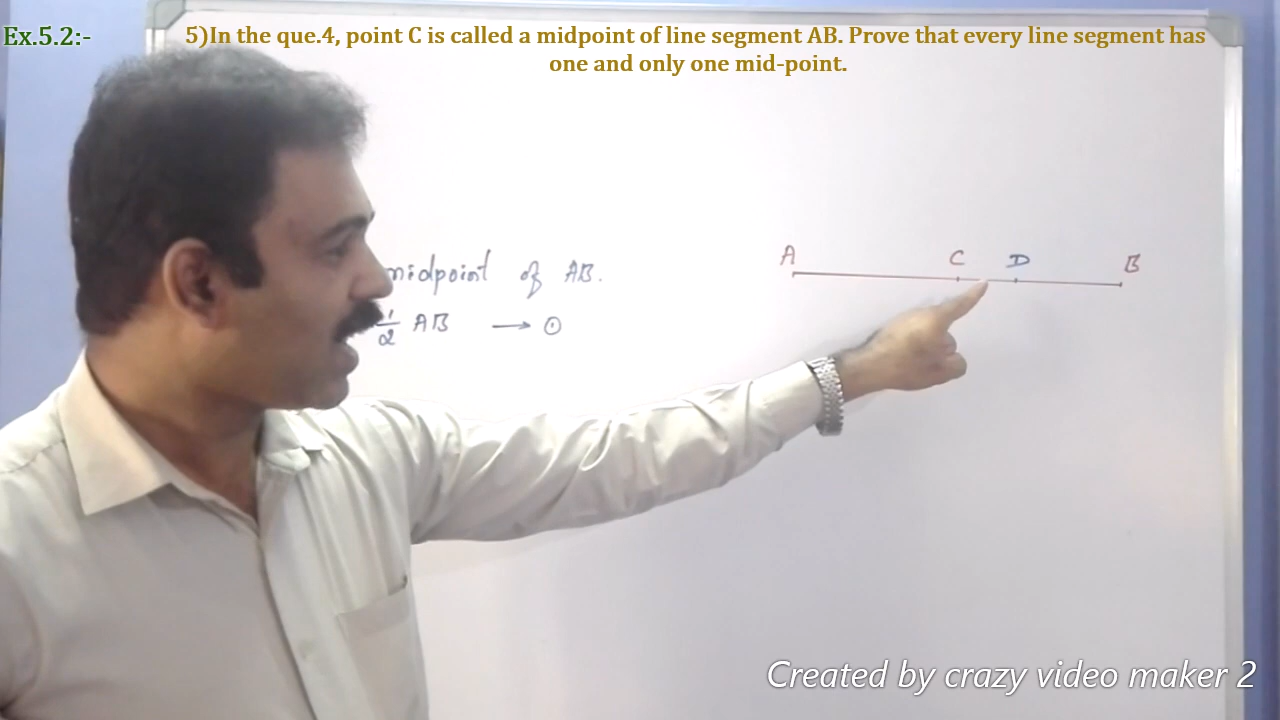 Ex.5.2:-
5)In the que.4, point C is called a midpoint of line segment AB. Prove that every line segment has
one and only one mid-point.
A C D B
midpoint of AB.
1/2 AB → ①
Created by crazy video maker 2